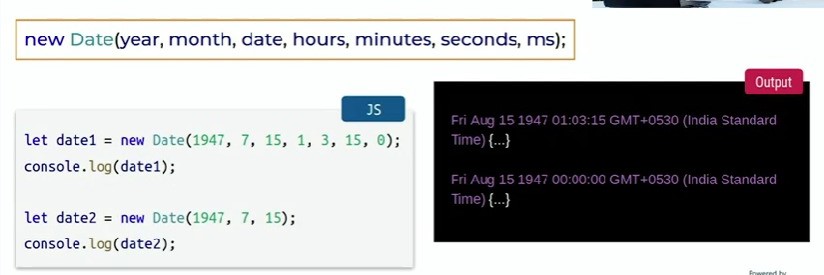 new Date(year, month, date, hours, minutes, seconds, ms);
JS
let date1 = new Date(1947, 7, 15, 1, 3, 15, 0);
console.log(date1);
let date2 = new Date(1947, 7, 15);
console.log(date2);
Output
Fri Aug 15 1947 01:03:15 GMT+0530 (India Standard
Time) {...}
Fri Aug 15 1947 00:00:00 GMT+0530 (India Standard
Time) {...}
Powered by